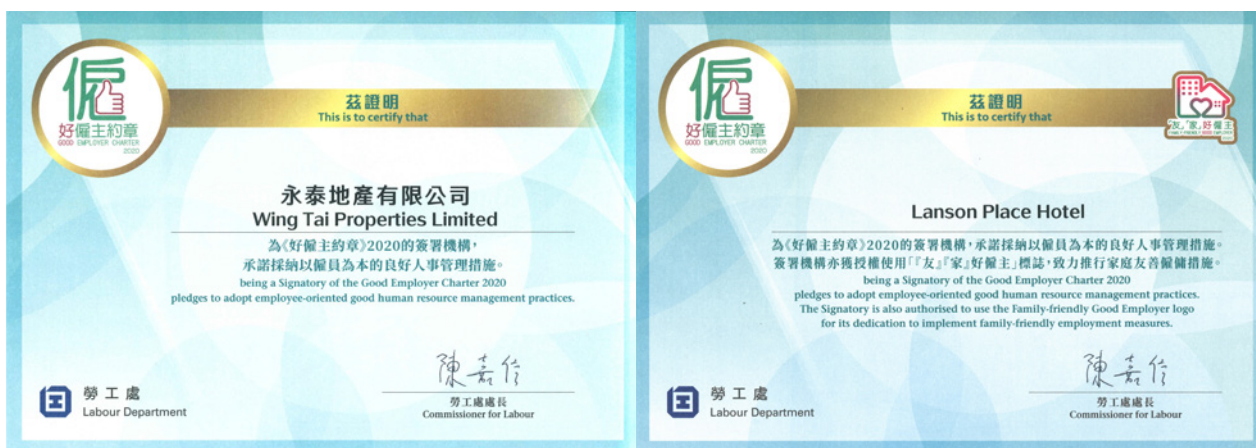 僱
好僱主約章
GOOD EMPLOYER CHARTER
2020
茲證明
This is to certify that
永泰地產有限公司
Wing Tai Properties Limited
為《好僱主約章》2020的簽署機構，
承諾採納以僱員為本的良好人事管理措施。
being a Signatory of the Good Employer Charter 2020
pledges to adopt employee-oriented good human resource management practices.
陳嘉信
勞工處處長
Commissioner for Labour
勞工處
Labour Department
僱
好僱主約章
GOOD EMPLOYER CHARTER
2020
茲證明
This is to certify that
「友」「家」好僱主
FAMILY-FRIENDLY GOOD EMPLOYER
Lanson Place Hotel
為《好僱主約章》2020的簽署機構，承諾採納以僱員為本的良好人事管理措施。
簽署機構亦獲授權使用「『友』『家』好僱主」標誌，致力推行家庭友善僱傭措施。
being a Signatory of the Good Employer Charter 2020
pledges to adopt employee-oriented good human resource management practices.
The Signatory is also authorised to use the Family-friendly Good Employer logo
for its dedication to implement family-friendly employment measures.
陳嘉信
勞工處處長
Commissioner for Labour
勞工處
Labour Department